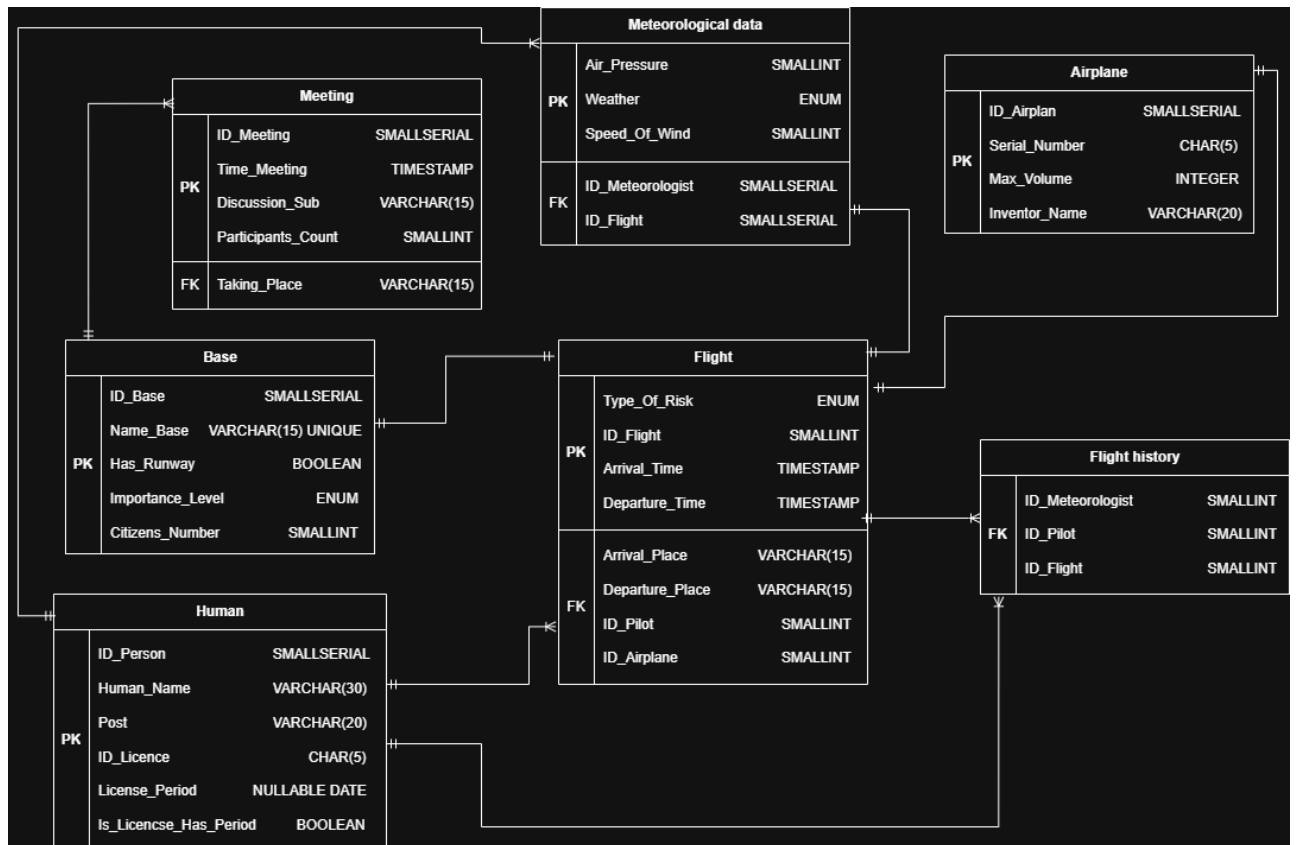 Meteorological data
Air_Pressure SMALLINT
PK Weather ENUM
Speed_Of_Wind SMALLINT
ID_Meteorologist SMALLSERIAL
FK
ID_Flight SMALLSERIAL
Airplane
ID_Airplan SMALLSERIAL
Serial_Number CHAR(5)
PK
Max_Volume INTEGER
Inventor_Name VARCHAR(20)
Meeting
ID_Meeting SMALLSERIAL
Time_Meeting TIMESTAMP
PK
Discussion_Sub VARCHAR(15)
Participants_Count SMALLINT
FK Taking_Place VARCHAR(15)
Base
ID_Base SMALLSERIAL
Name_Base VARCHAR(15) UNIQUE
PK Has_Runway BOOLEAN
Importance_Level ENUM
Citizens_Number SMALLINT
Flight
Type_Of_Risk ENUM
ID_Flight SMALLINT
PK
Arrival_Time TIMESTAMP
Departure_Time TIMESTAMP
Arrival_Place VARCHAR(15)
Departure_Place VARCHAR(15)
FK
ID_Pilot SMALLINT
ID_Airplane SMALLINT
Flight history
ID_Meteorologist SMALLINT
FK ID_Pilot SMALLINT
ID_Flight SMALLINT
Human
ID_Person SMALLSERIAL
Human_Name VARCHAR(30)
Post VARCHAR(20)
PK
ID_Licence CHAR(5)
License_Period NULLABLE DATE
Is_Licencse_Has_Period BOOLEAN